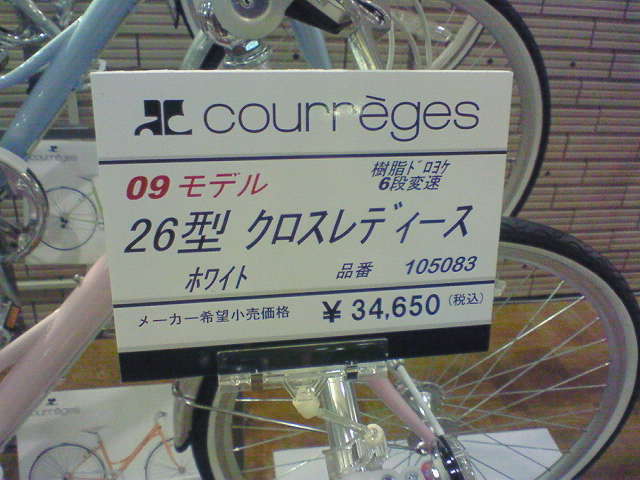 courrèges
樹脂ドロヨケ
09 モデル
6段変速
26型 クロスレディース
ホワイト
品番 105083
メーカー希望小売価格
¥ 34,650 (税込)
courrèges
courrèges